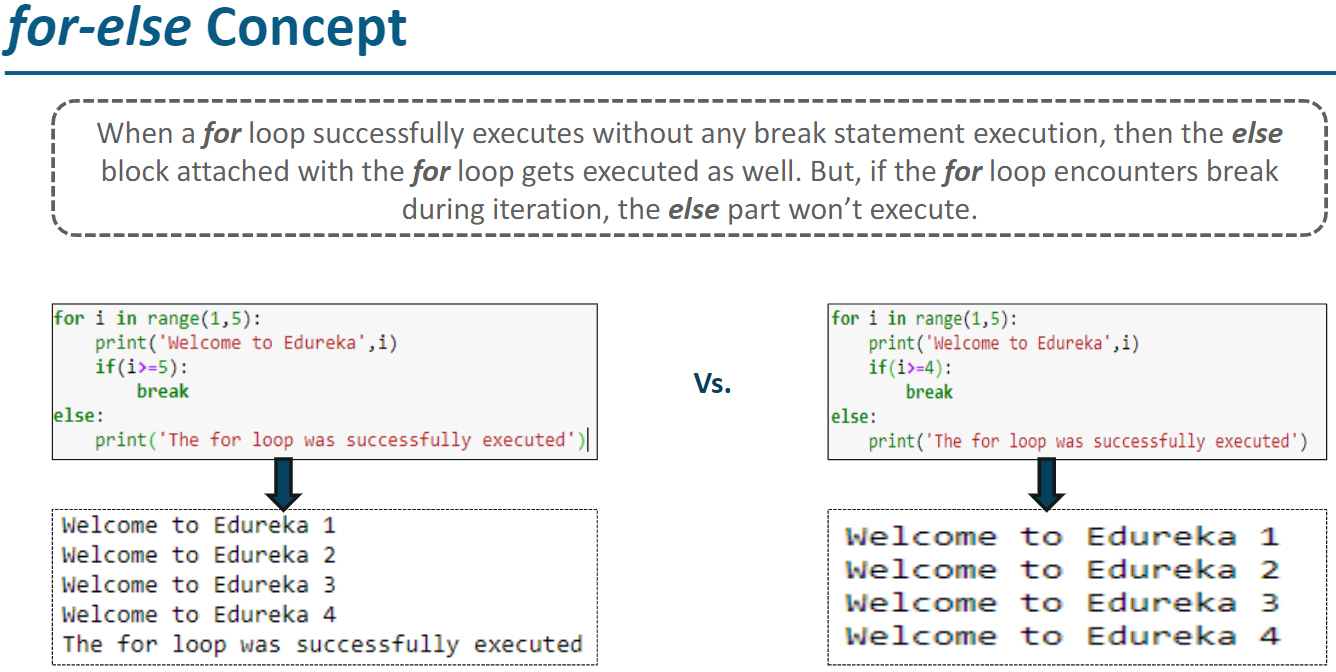 for-else Concept
When a for loop successfully executes without any break statement execution, then the else
block attached with the for loop gets executed as well. But, if the for loop encounters break
during iteration, the else part won’t execute.
for i in range(1,5):
    print('Welcome to Edureka',i)
    if(i>=5):
        break
else:
    print('The for loop was successfully executed')
Welcome to Edureka 1
Welcome to Edureka 2
Welcome to Edureka 3
Welcome to Edureka 4
The for loop was successfully executed
Vs.
for i in range(1,5):
    print('Welcome to Edureka',i)
    if(i>=4):
        break
else:
    print('The for loop was successfully executed')
Welcome to Edureka 1
Welcome to Edureka 2
Welcome to Edureka 3
Welcome to Edureka 4